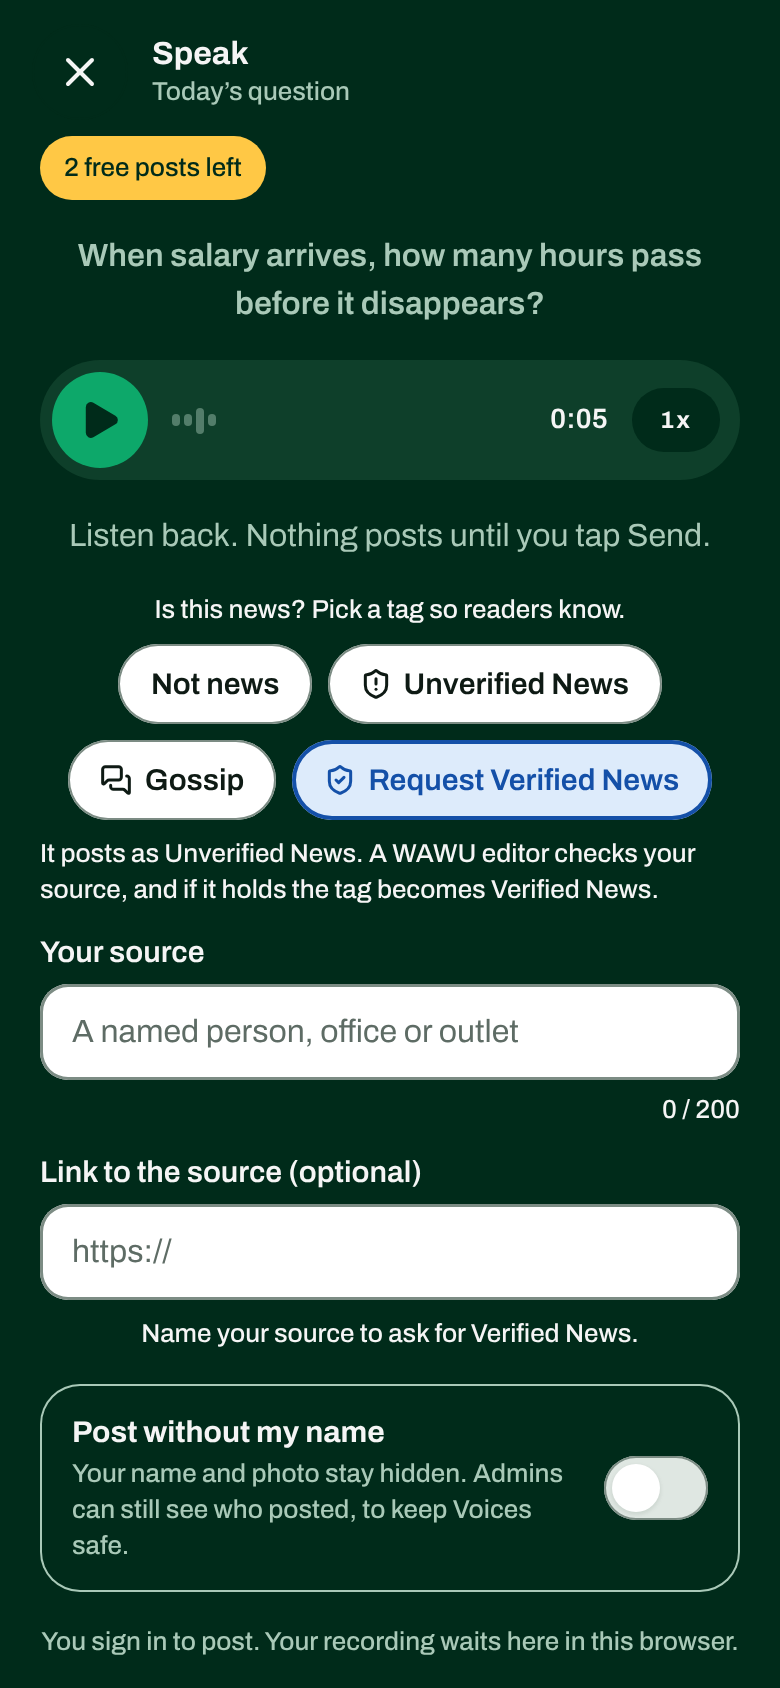 Speak
Today’s question
2 free posts left
When salary arrives, how many hours pass
before it disappears?
0:05
1x
Listen back. Nothing posts until you tap Send.
Is this news? Pick a tag so readers know.
Not news
Unverified News
Gossip
Request Verified News
It posts as Unverified News. A WAWU editor checks your
source, and if it holds the tag becomes Verified News.
Your source
A named person, office or outlet
0 / 200
Link to the source (optional)
https://
Name your source to ask for Verified News.
Post without my name
Your name and photo stay hidden. Admins
can still see who posted, to keep Voices
safe.
You sign in to post. Your recording waits here in this browser.